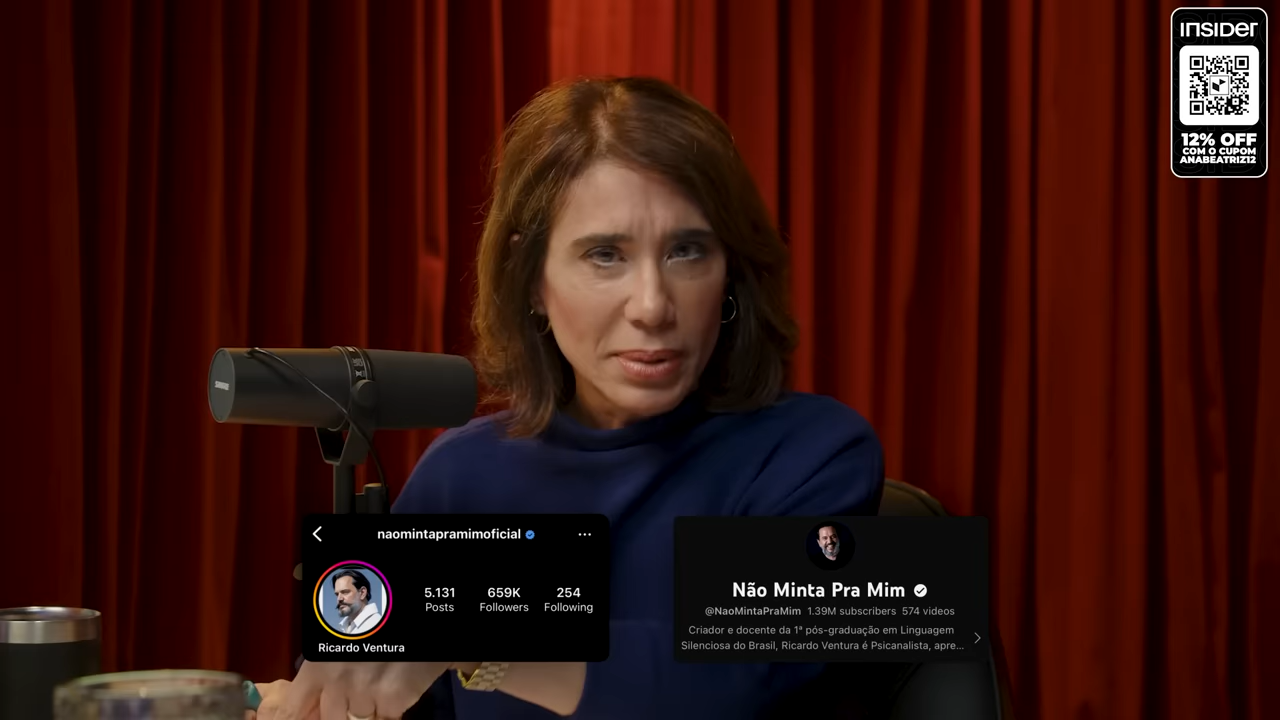 INSIDER
12% OFF
COM O CUPOM
ANABEATRIZ12
SHURE
naomintapramimoficial
5.131 659K 254
Posts Followers Following
Ricardo Ventura
Não Minta Pra Mim
@NaoMintaPraMim 1.39M subscribers 574 videos
Criador e docente da 1ª pós-graduação em Linguagem
Silenciosa do Brasil, Ricardo Ventura é Psicanalista, apre...